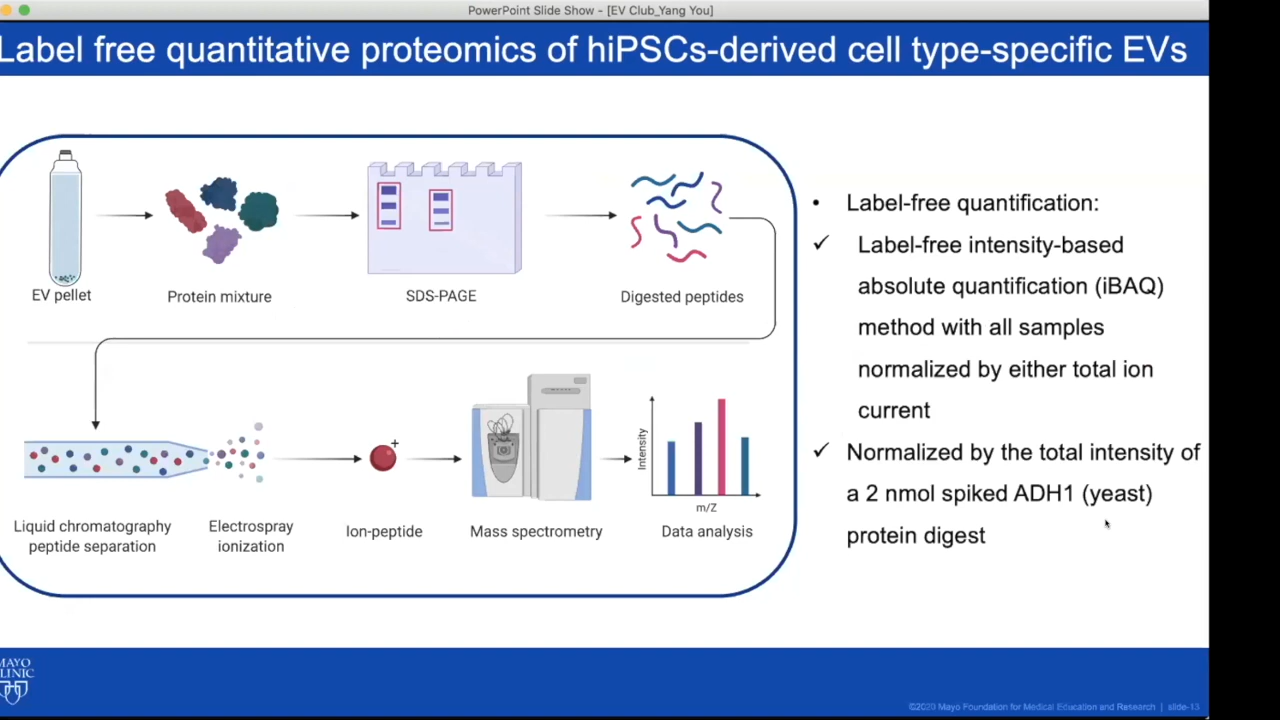 PowerPoint Slide Show - [EV Club_Yang You]
Label free quantitative proteomics of hiPSCs-derived cell type-specific EVs
EV pellet
Protein mixture
SDS-PAGE
Digested peptides
Liquid chromatography
peptide separation
Electrospray
ionization
+
Ion-peptide
Mass spectrometry
Intensity
m/Z
Data analysis
• Label-free quantification:
✓ Label-free intensity-based
absolute quantification (iBAQ)
method with all samples
normalized by either total ion
current
✓ Normalized by the total intensity of
a 2 nmol spiked ADH1 (yeast)
protein digest
MAYO
CLINIC
©2020 Mayo Foundation for Medical Education and Research | slide-13